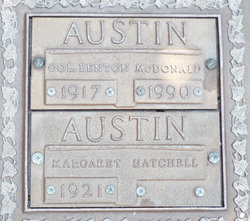 AUSTIN
COL. BENTON McDONALD
1917 1990
AUSTIN
MARGARET HATCHELL
1921